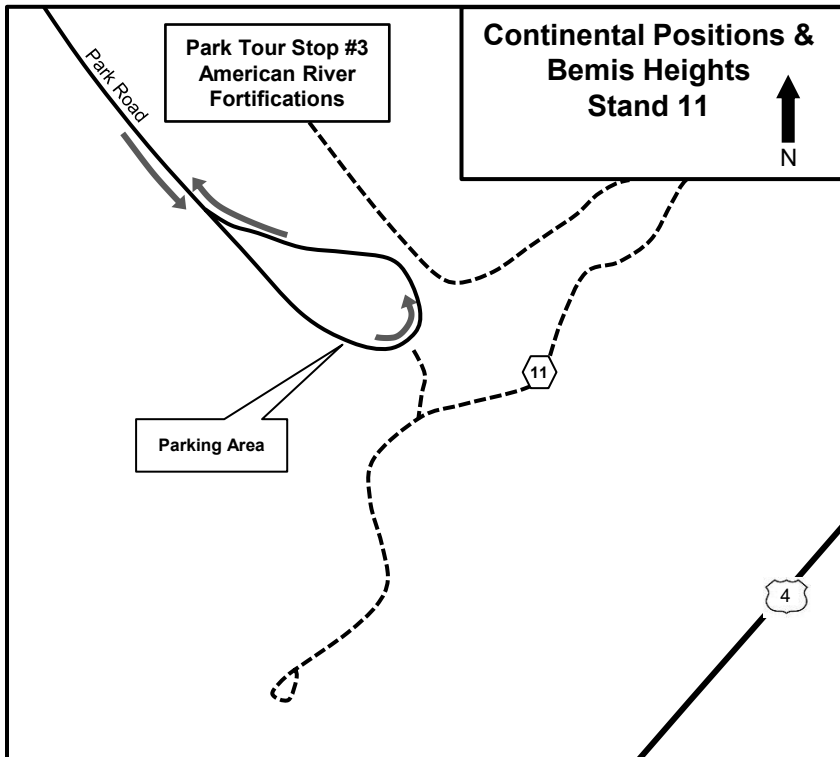 Park Tour Stop #3
American River
Fortifications
Continental Positions &
Bemis Heights
Stand 11
N
Park Road
11
Parking Area
4